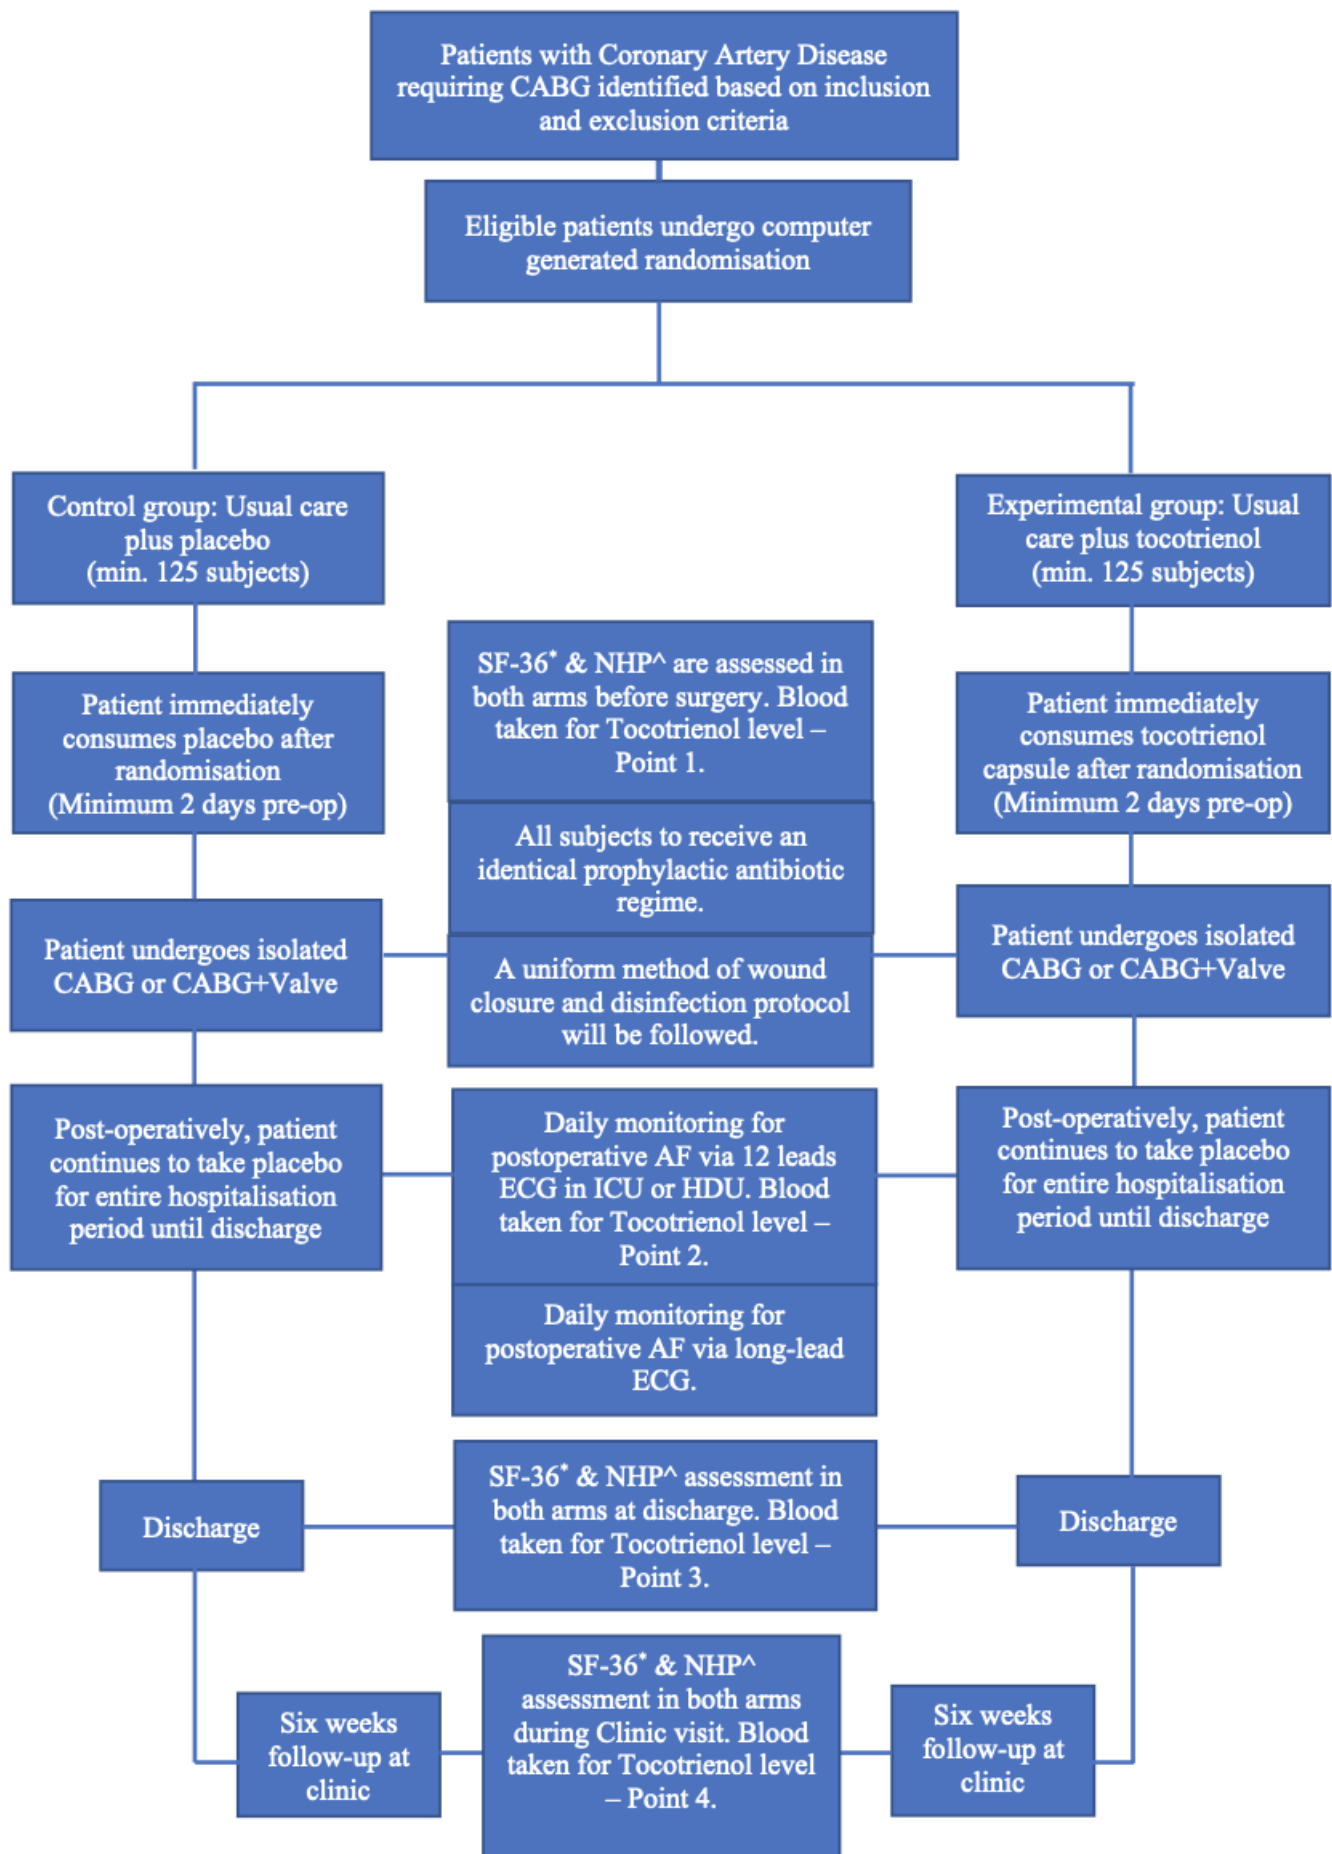 Patients with Coronary Artery Disease
requiring CABG identified based on inclusion
and exclusion criteria
Eligible patients undergo computer
generated randomisation
Control group: Usual care
plus placebo
(min. 125 subjects)
Experimental group: Usual
care plus tocotrienol
(min. 125 subjects)
SF-36* & NHP^ are assessed in
both arms before surgery. Blood
taken for Tocotrienol level –
Point 1.
Patient immediately
consumes placebo after
randomisation
(Minimum 2 days pre-op)
Patient immediately
consumes tocotrienol
capsule after randomisation
(Minimum 2 days pre-op)
All subjects to receive an
identical prophylactic antibiotic
regime.
Patient undergoes isolated
CABG or CABG+Valve
A uniform method of wound
closure and disinfection protocol
will be followed.
Patient undergoes isolated
CABG or CABG+Valve
Post-operatively, patient
continues to take placebo
for entire hospitalisation
period until discharge
Daily monitoring for
postoperative AF via 12 leads
ECG in ICU or HDU. Blood
taken for Tocotrienol level –
Point 2.
Post-operatively, patient
continues to take placebo
for entire hospitalisation
period until discharge
Daily monitoring for
postoperative AF via long-lead
ECG.
Discharge
SF-36* & NHP^ assessment in
both arms at discharge. Blood
taken for Tocotrienol level –
Point 3.
Discharge
Six weeks
follow-up at
clinic
SF-36* & NHP^
assessment in both arms
during Clinic visit. Blood
taken for Tocotrienol level
– Point 4.
Six weeks
follow-up at
clinic